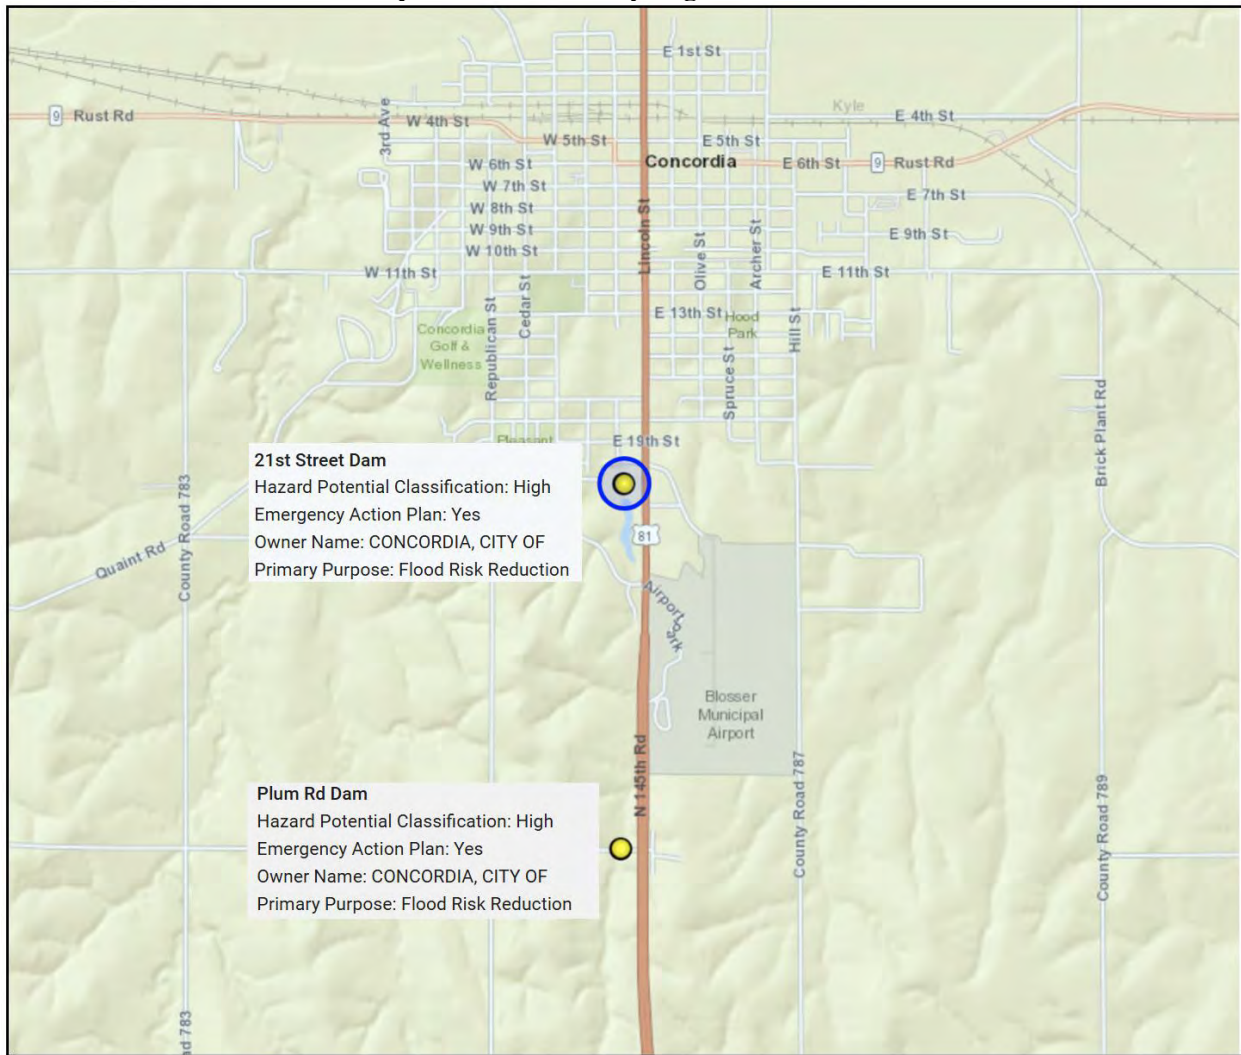 E 1st St
Kyle
9
Rust Rd
3rd Ave
W 4th St
E 4th St
W 5th St
E 5th St
Concordia
W 6th St
E 6th St
9
Rust Rd
W 7th St
E 7th St
W 8th St
Lincoln St
W 9th St
E 9th St
W 10th St
Olive St
Archer St
W 11th St
E 11th St
Cedar St
Republican St
E 13th St
Hood
Park
Hill St
Concordia
Golf &
Wellness
Spruce St
Brick Plant Rd
Pleasant
E 19th St
21st Street Dam
Hazard Potential Classification: High
Emergency Action Plan: Yes
Owner Name: CONCORDIA, CITY OF
Primary Purpose: Flood Risk Reduction
County Road 783
81
Quaint Rd
Airport
Blosser
Municipal
Airport
N 145th Rd
Plum Rd Dam
Hazard Potential Classification: High
Emergency Action Plan: Yes
Owner Name: CONCORDIA, CITY OF
Primary Purpose: Flood Risk Reduction
County Road 787
County Road 789
ad 783